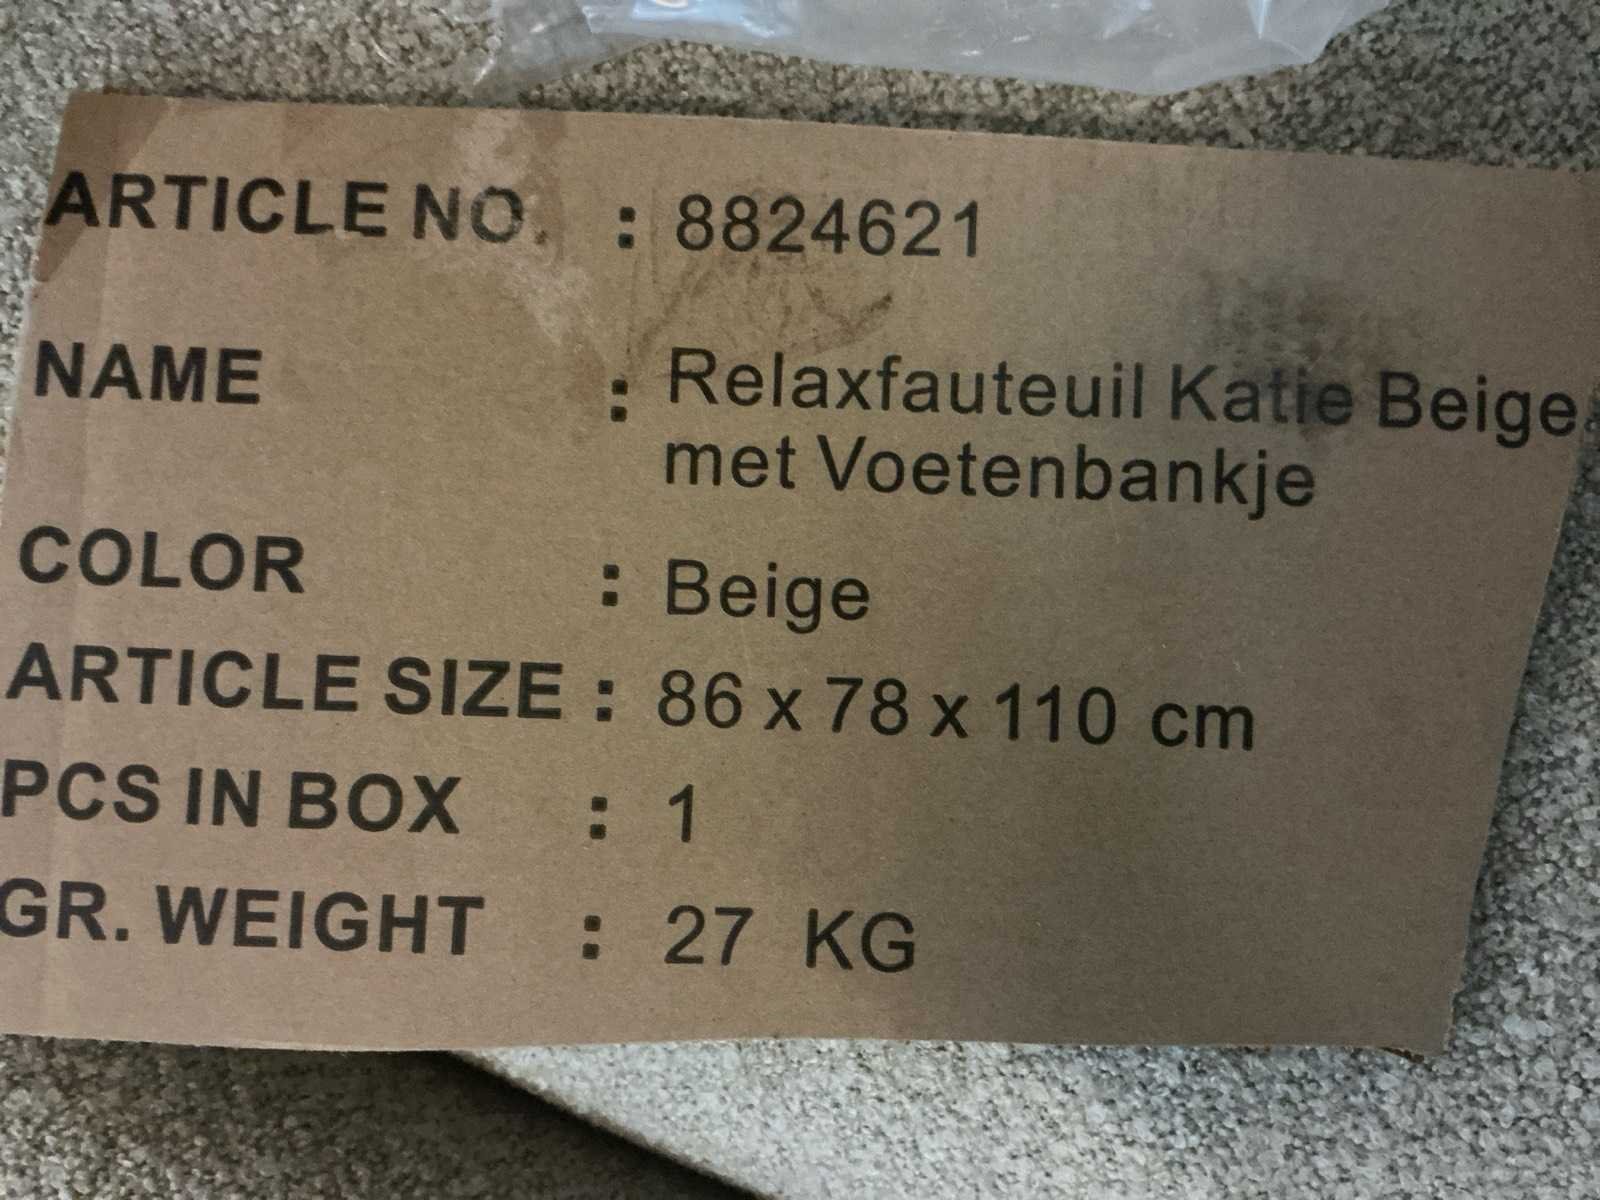 ARTICLE NO. : 8824621
NAME : Relaxfauteuil Katie Beige
met Voetenbankje
COLOR : Beige
ARTICLE SIZE : 86 x 78 x 110 cm
PCS IN BOX : 1
GR. WEIGHT : 27 KG